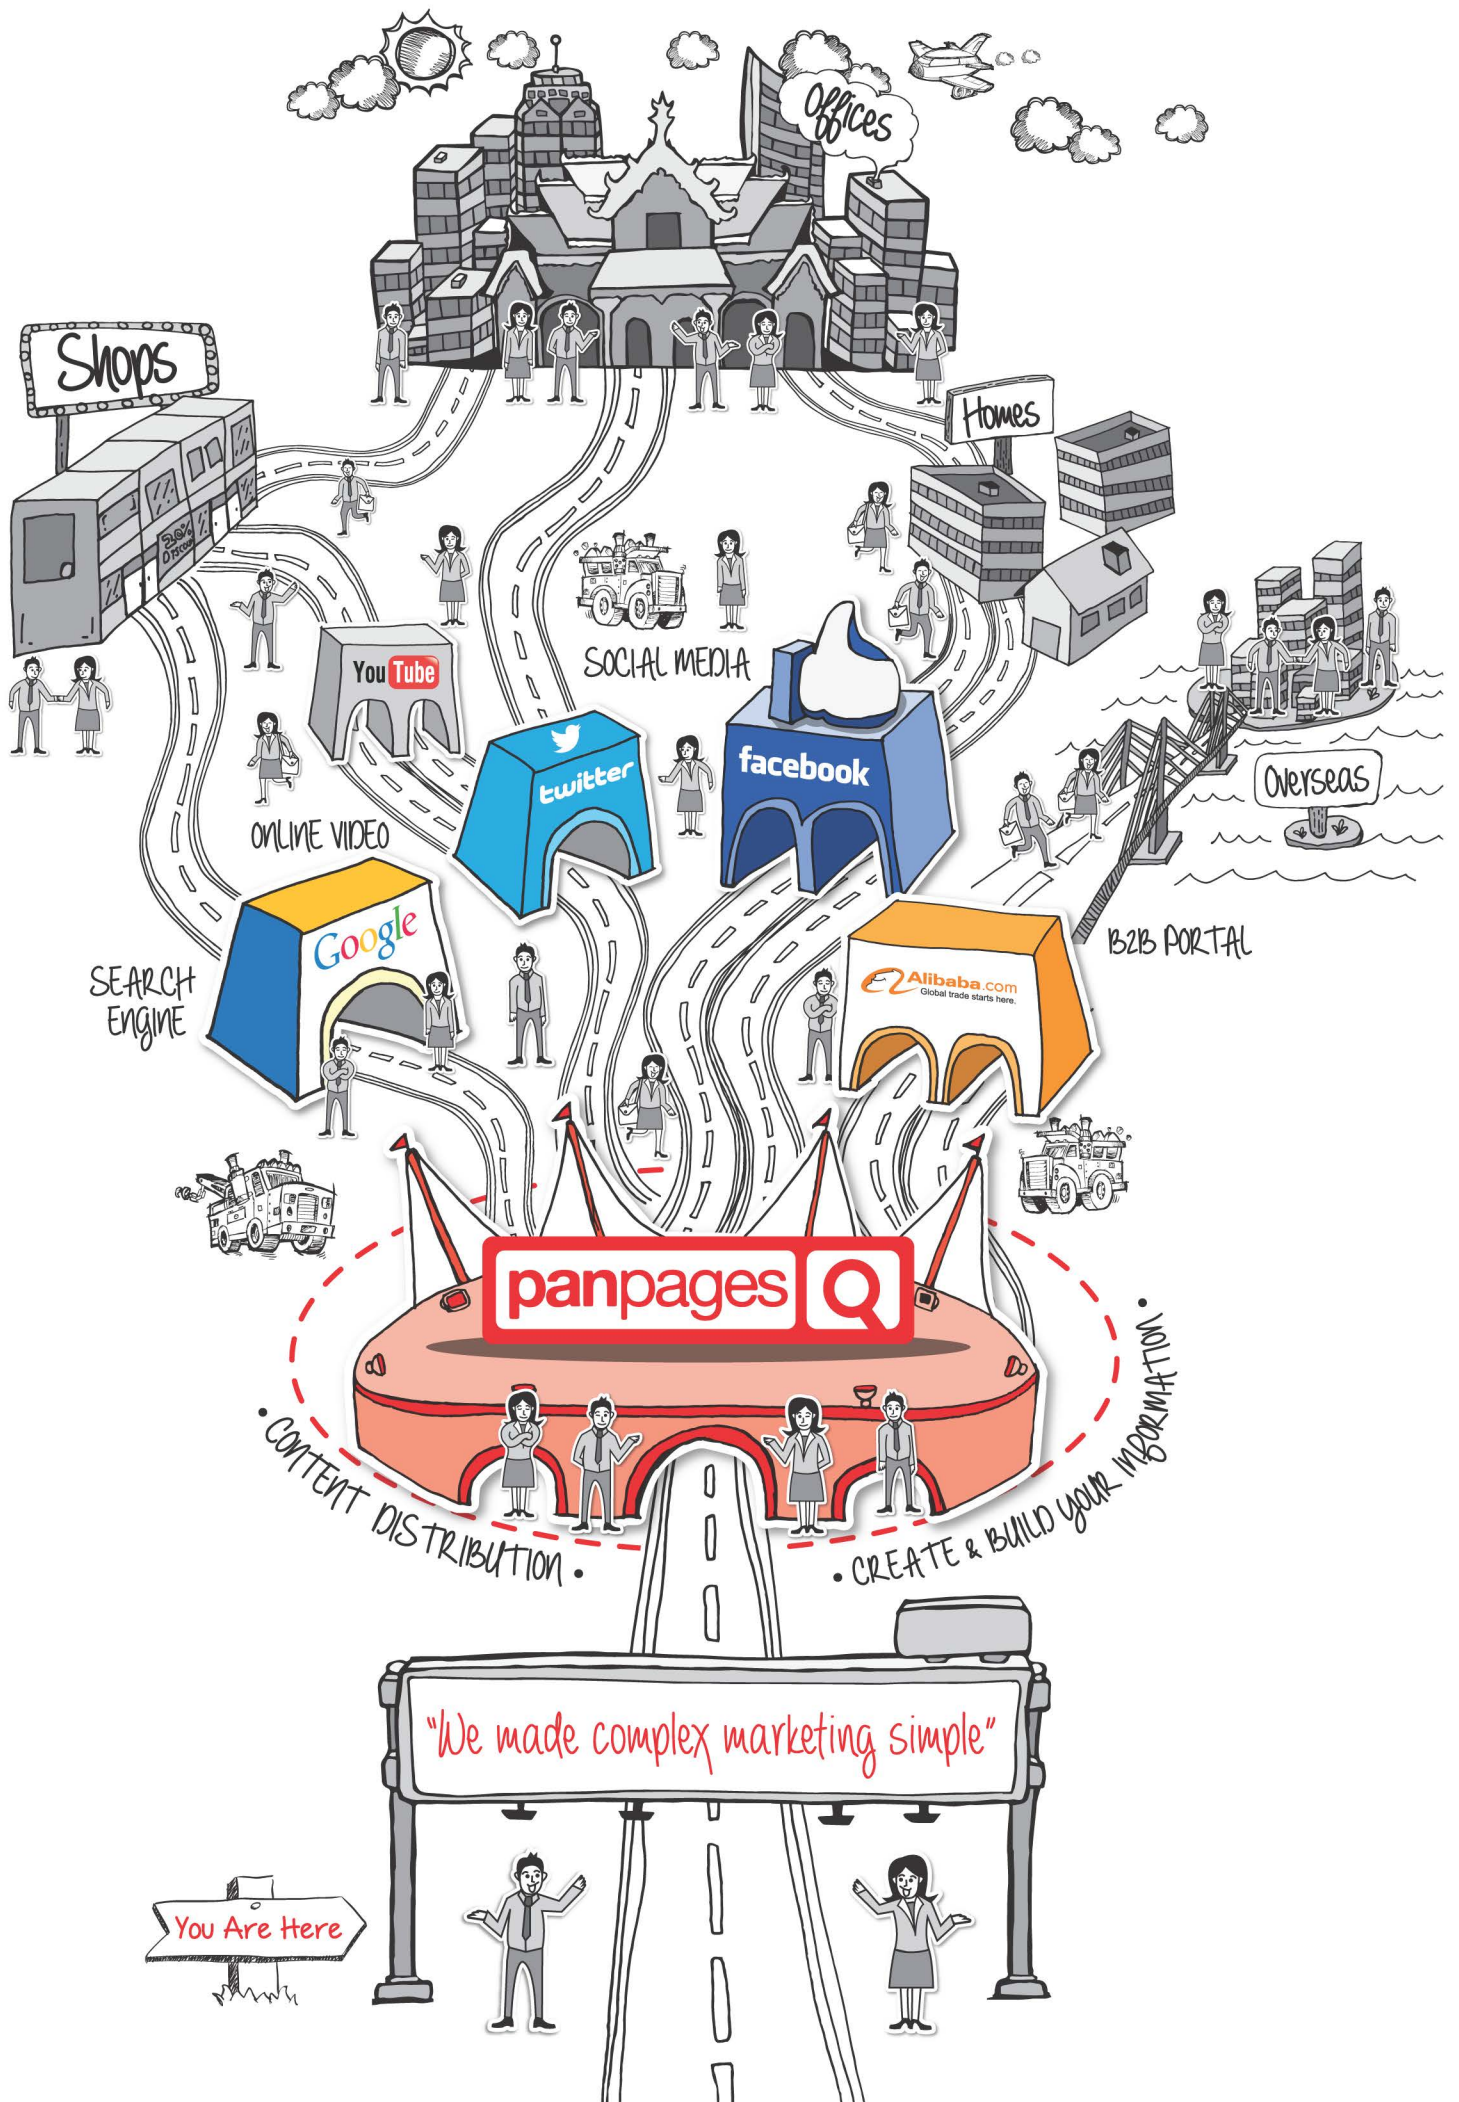 Offices
Shops
Homes
20%
You Tube
SOCIAL MEDIA
twitter
facebook
Overseas
ONLINE VIDEO
Google
B2B PORTAL
SEARCH
ENGINE
Alibaba.com
Global trade starts here.
panpages
• CONTENT DISTRIBUTION •
• CREATE & BUILD YOUR INFORMATION •
"We made complex marketing simple"
You Are Here